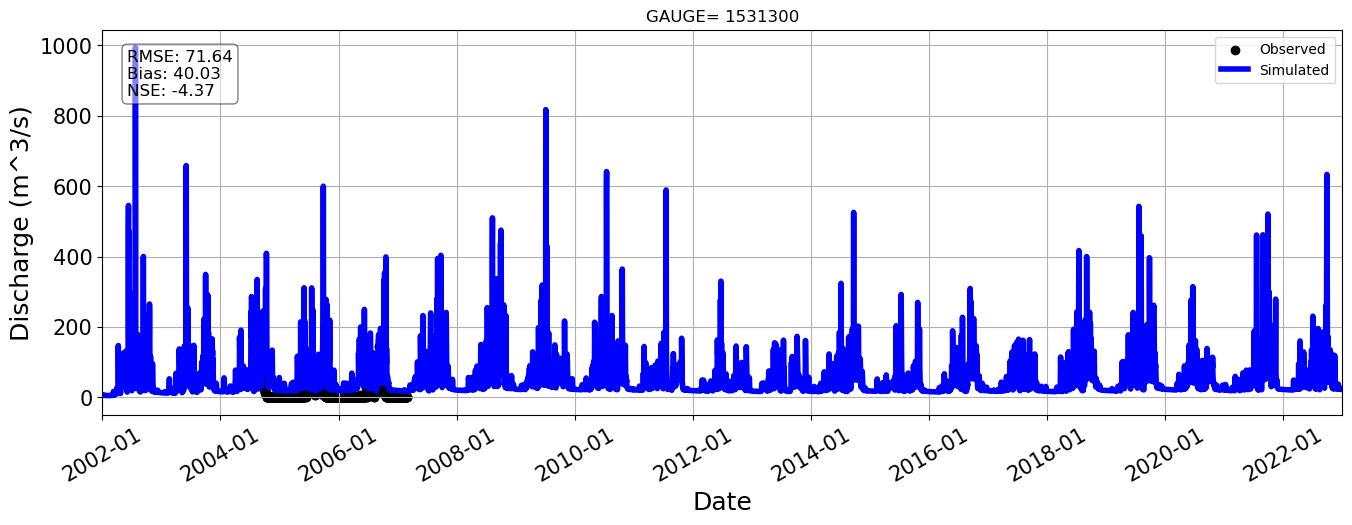 GAUGE= 1531300
RMSE: 71.64
Bias: 40.03
NSE: -4.37
Observed
Simulated
Discharge (m^3/s)
1000
800
600
400
200
0
2002-01
2004-01
2006-01
2008-01
2010-01
2012-01
2014-01
2016-01
2018-01
2020-01
2022-01
Date